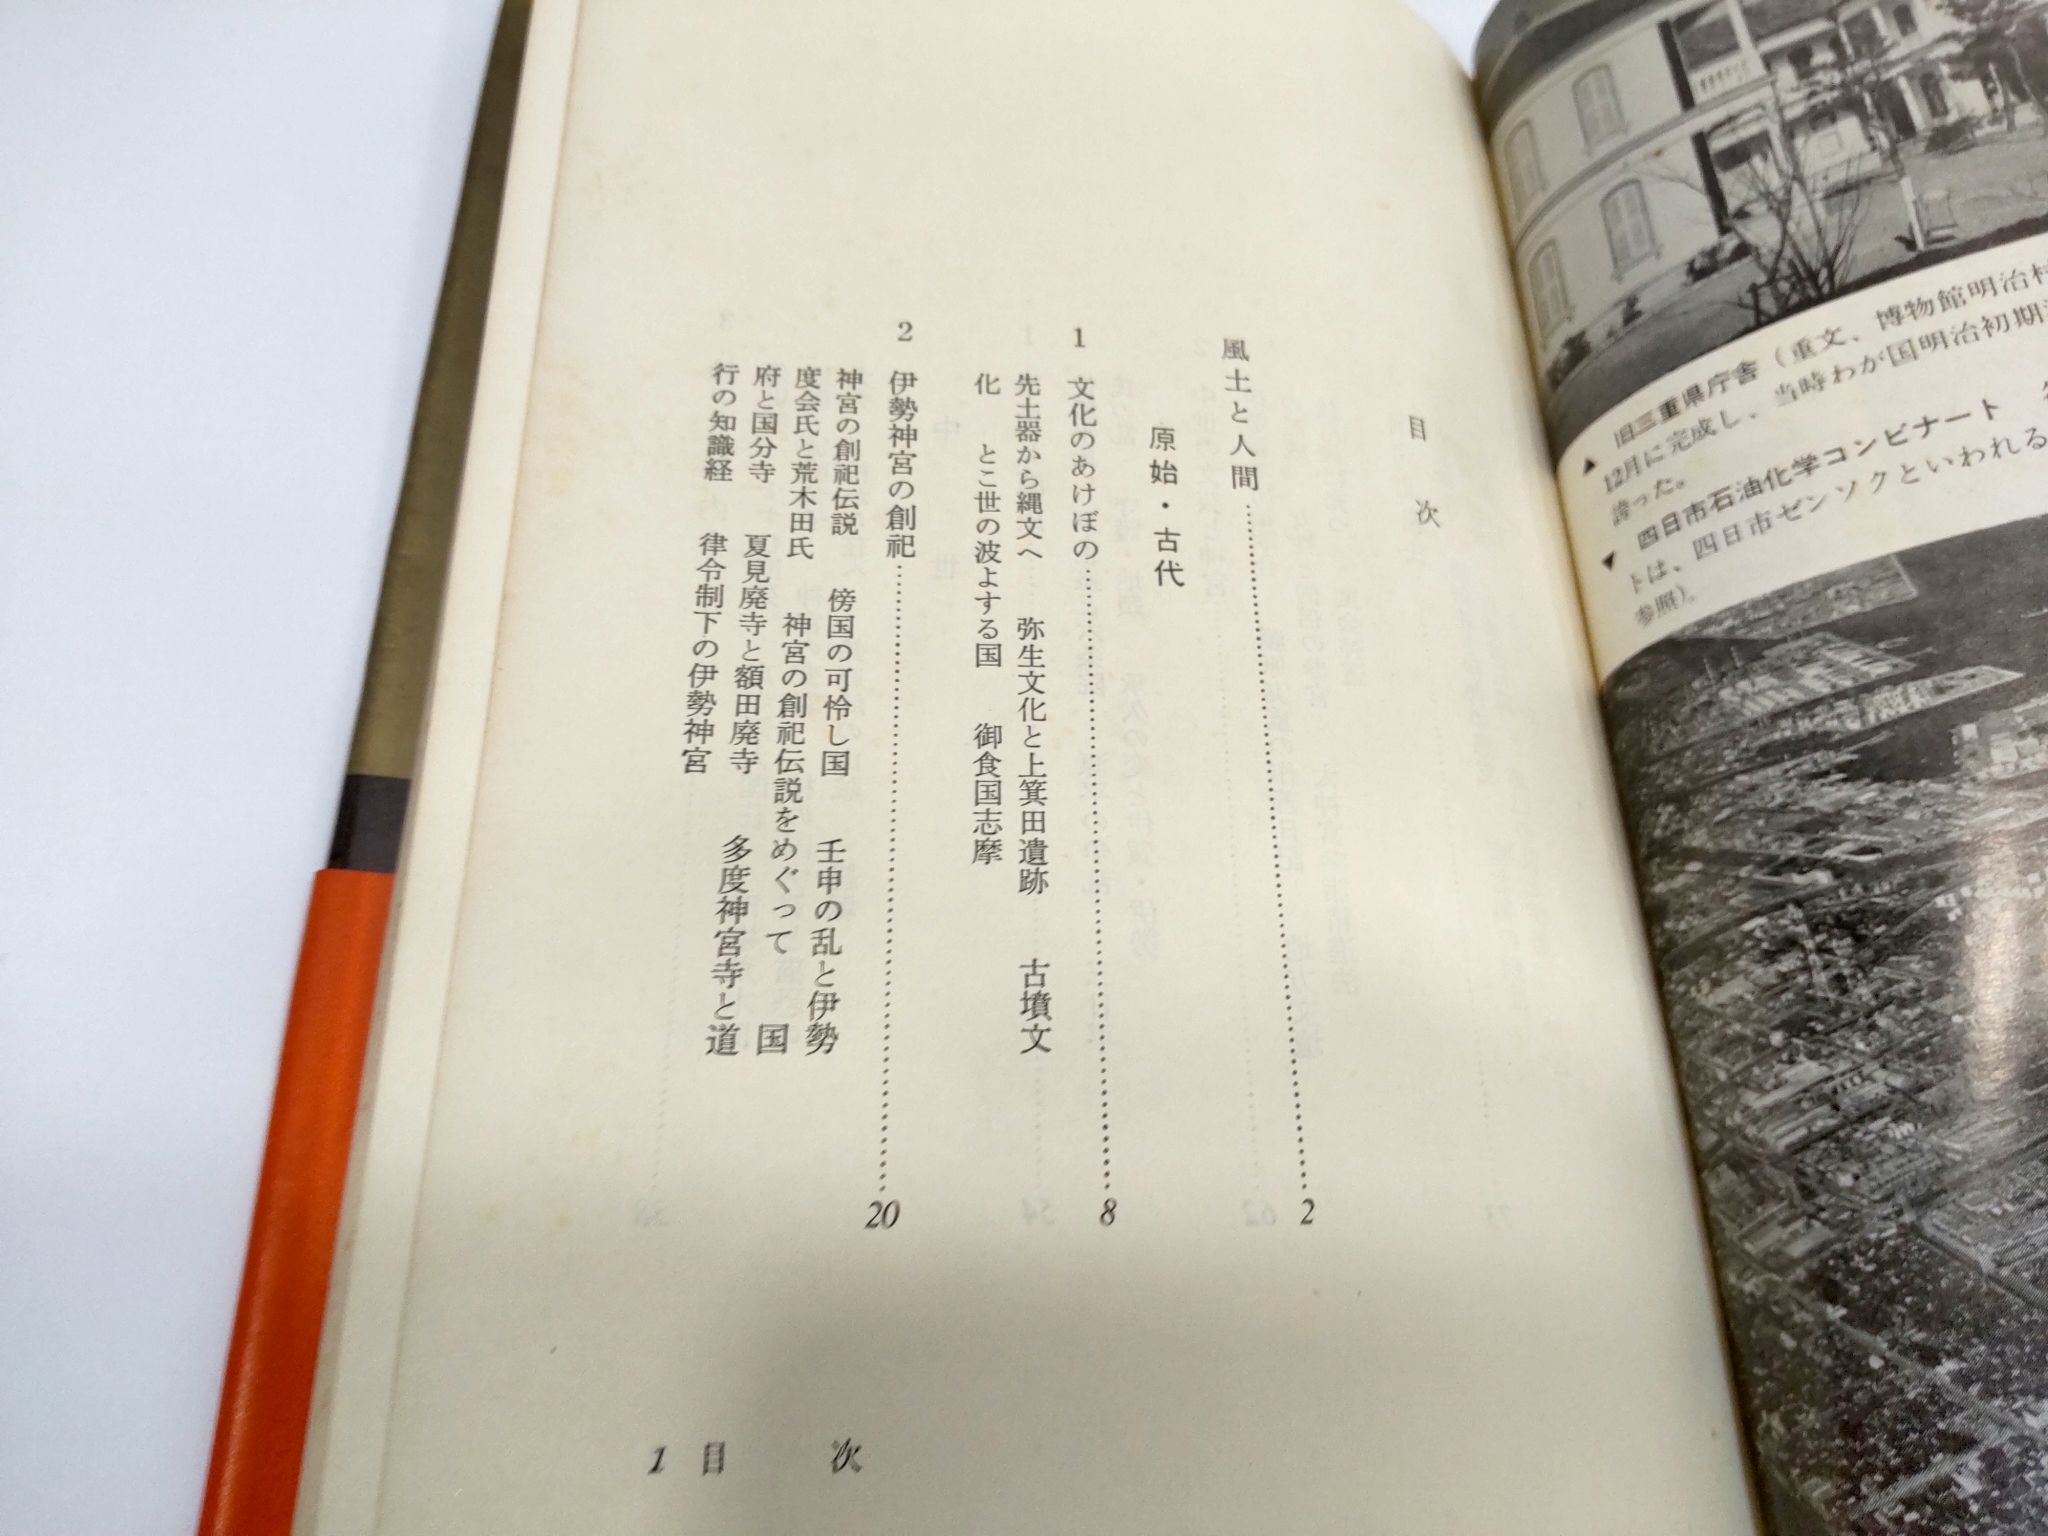 旧三重県庁舎（重文、博物館明治村
12月に完成し、当時わが国明治初期
誇った。
四日市石油化学コンビナート
トは、四日市ゼンソクといわれる
参照）。
目次
風土と人間……2
原始・古代
1 文化のあけぼの……8
先土器から縄文へ 弥生文化と上箕田遺跡 古墳文
化 とこ世の波よする国 御食国志摩
2 伊勢神宮の創祀……20
神宮の創祀伝説 傍国の可怜し国 壬申の乱と伊勢
度会氏と荒木田氏 神宮の創祀伝説をめぐって 国
府と国分寺 夏見廃寺と額田廃寺 多度神宮寺と道
行の知識経 律令制下の伊勢神宮
1 目次